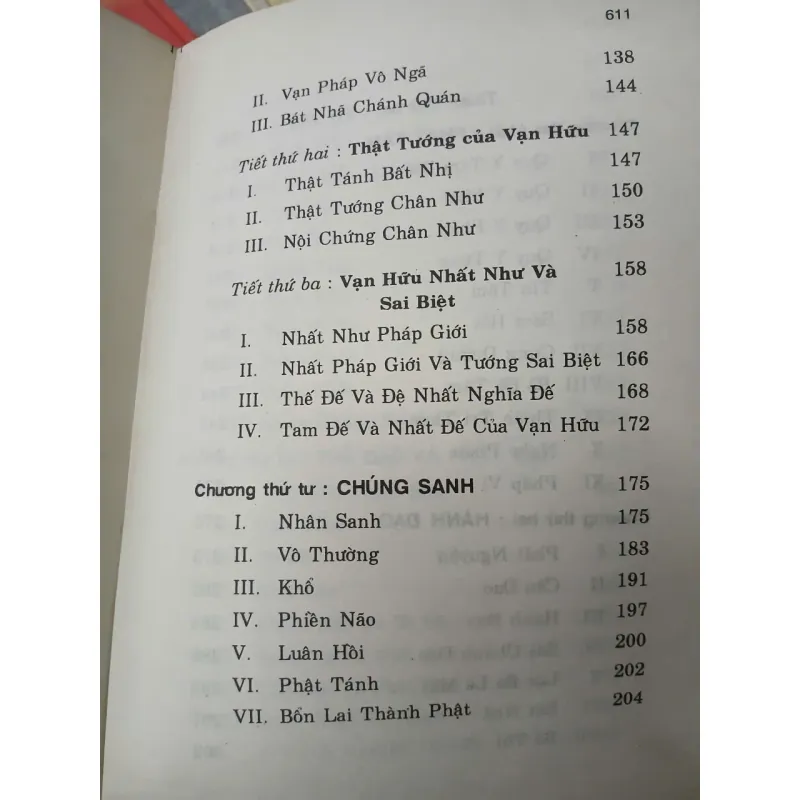 611
II. Vạn Pháp Vô Ngã 138
III. Bát Nhã Chánh Quán 144
Tiết thứ hai : Thật Tướng của Vạn Hữu 147
I. Thật Tánh Bất Nhị 147
II. Thật Tướng Chân Như 150
III. Nội Chứng Chân Như 153
Tiết thứ ba : Vạn Hữu Nhất Như Và 158
Sai Biệt
I. Nhất Như Pháp Giới 158
II. Nhất Pháp Giới Và Tướng Sai Biệt 166
III. Thế Đế Và Đệ Nhất Nghĩa Đế 168
IV. Tam Đế Và Nhất Đế Của Vạn Hữu 172
Chương thứ tư : CHÚNG SANH 175
I. Nhân Sanh 175
II. Vô Thường 183
III. Khổ 191
IV. Phiền Não 197
V. Luân Hồi 200
VI. Phật Tánh 202
VII. Bổn Lai Thành Phật 204